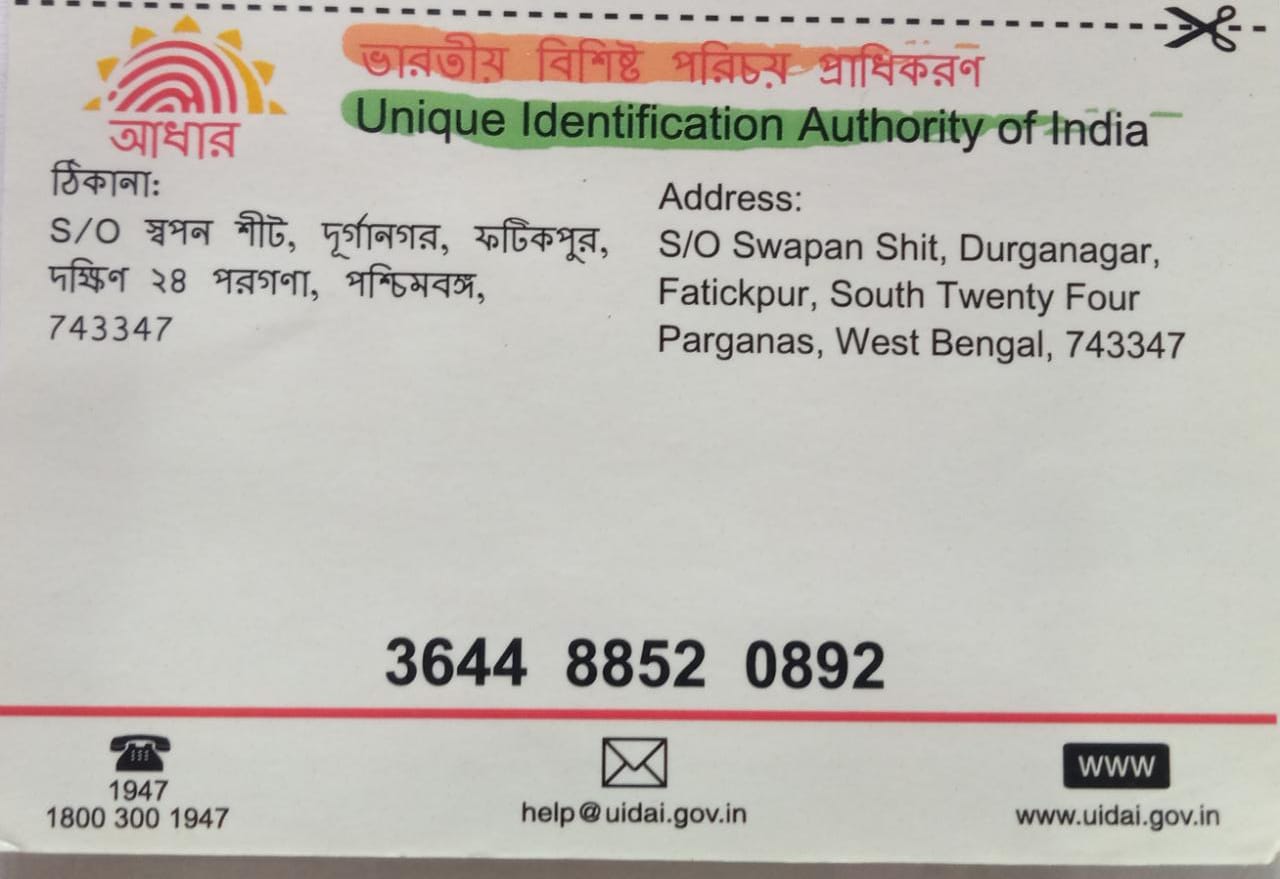 ভারতীয় বিশিষ্ট পরিচয় প্রাধিকরণ
Unique Identification Authority of India
আধার
ঠিকানা:
S/O স্বপন শীট, দূর্গানগর, ফটিকপূর,
দক্ষিণ ২৪ পরগণা, পশ্চিমবঙ্গ,
743347
Address:
S/O Swapan Shit, Durganagar,
Fatickpur, South Twenty Four
Parganas, West Bengal, 743347
3644 8852 0892
1947
1800 300 1947
help@uidai.gov.in
www
www.uidai.gov.in